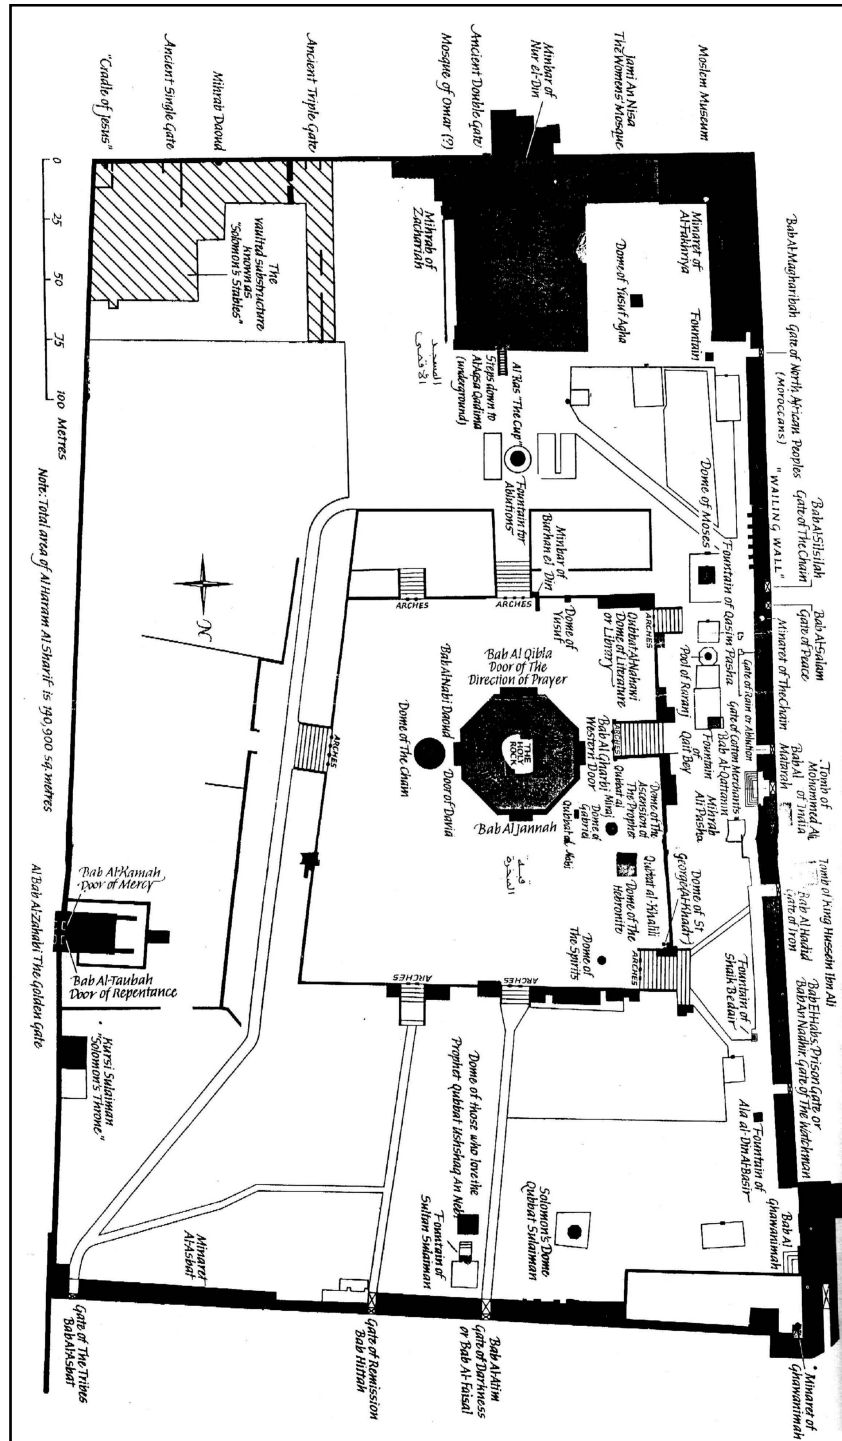 "Cradle of Jesus"
Ancient Single Gate
Mihrab Daoud
Ancient Triple Gate
Ancient Double Gate/
Mosque of Omar (?)
Minbar of
Nur el-Din
Jami An Nisa
The Womens' Mosque
Moslem Museum
0
25
50
75
100 Metres
Note: Total area of Al Haram Al Sharif is 190,900 sq. metres
The
vaulted substructure
known as
"Solomon's Stables"
Mihrab of
Zachariah
المسجد
الأقصى
Al Kas "The Cup"
Steps down to
Al Aqsa Qadima
(underground)
Fountain for
Ablutions
Dome of Yusuf Agha
Minaret of
Al-Fakhriya
Fountain
Bab Al-Magharibah Gate of North African Peoples
(Moroccans)
"WAILING WALL"
Bab Al Silsilah
Gate of The Chain
Bab Al-Salam
Gate of Peace
Minaret of The Chain
Dome of Moses
Fountain of Qasim Pasha
Pool of Raranj
Gate of Rain or Ablution
Gate of Cotton Merchants
Bab Al-Qattanin
Fountain
of
Qait Bey
Mihrab
Ali Pasha
Bab Al
Matarah
Tomb of
Mohammed Ali
of India
Tomb of King Hussein Ibn Ali
Bab Al Hadid
Gate of Iron
Bab El-Habs, Prison Gate or
Bab An Nadhir, Gate of The Watchman
Fountain of
Shaik Bedair
Fountain of
Ala al-Din Al-Basir
Bab Al
Ghawanimah
Minaret of
Ghawanimah
N
ARCHES
ARCHES
ARCHES
ARCHES
ARCHES
ARCHES
ARCHES
ARCHES
Minbar of
Burhan el Din
Dome of
Yusuf
Qubbat Al-Nahawi
Dome of Literature
or Library
Bab Al Qibla
Door of The
Direction of Prayer
Bab Al-Nabi Daoud
Door of Davia
Dome of The Chain
THE
HOLY
ROCK
Bab Al Gharbi
Western Door
Bab Al Jannah
Dome of The
Ascension of
The Prophet
Qubbat al
Miraj
Dome of
Gabriel
Qubbat al Nabi
Qubbat al-Khalili
Dome of The
Hebronite
Dome of St
George (Al Khadr)
Dome of
The Spirits
قبة
الصخرة
Bab Al-Kamah
Door of Mercy
Bab Al-Taubah
Door of Repentance
Al Bab Al-Zahabi The Golden Gate
Kursi Sulaiman
"Solomon's Throne"
Dome of those who love the
Prophet Qubbat Ushshaq An Nebi
Fountain of
Sultan Sulaiman
Solomon's Dome
Qubbat Sulaiman
Minaret
Al-Asbat
Gate of The Tribes
Bab Al-Asbat
Gate of Remission
Bab Hittah
Bab Al-Atim
Gate of Darkness
or Bab Al-Faisal